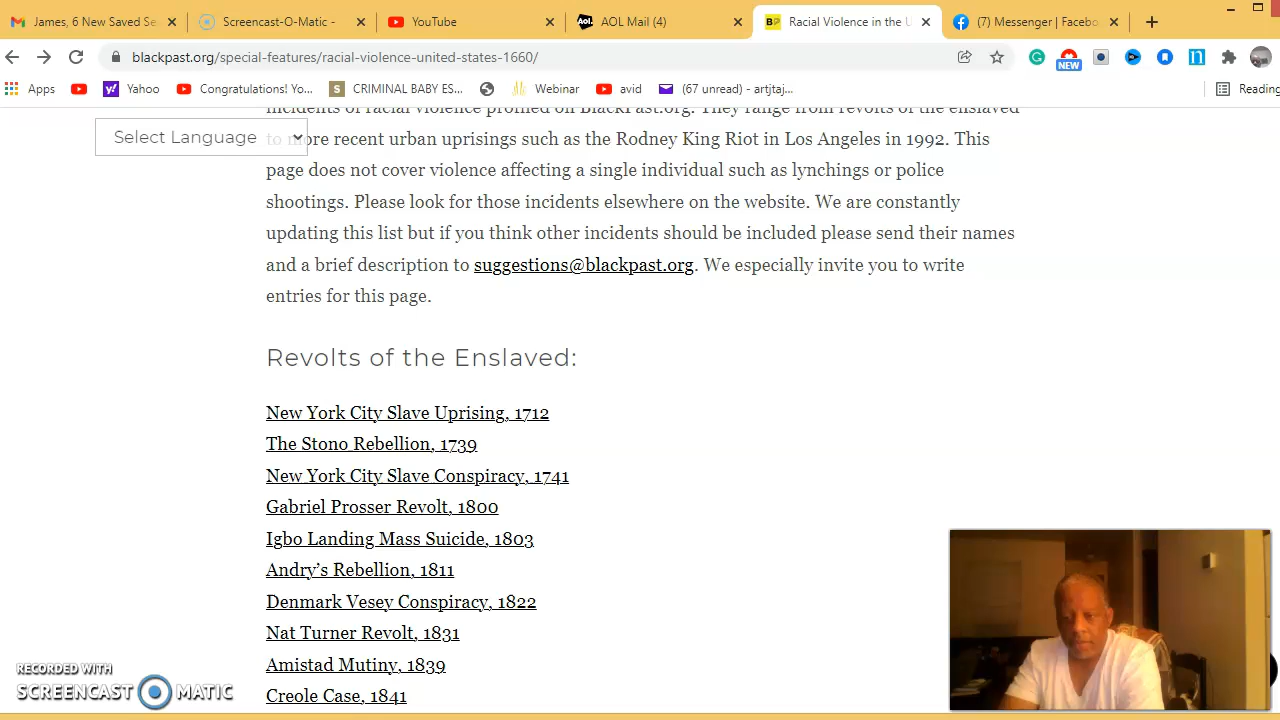 James, 6 New Saved Se
Screencast-O-Matic -
YouTube
AOL Mail (4)
Racial Violence in the U
(7) Messenger | Facebo
blackpast.org/special-features/racial-violence-united-states-1660/
NEW
Apps
Yahoo
Congratulations! Yo...
CRIMINAL BABY ES...
Webinar
avid
(67 unread) - artjtaj...
Reading
incidents of racial violence profiled on BlackPast.org. They range from revolts of the enslaved
Select Language
to more recent urban uprisings such as the Rodney King Riot in Los Angeles in 1992. This
page does not cover violence affecting a single individual such as lynchings or police
shootings. Please look for those incidents elsewhere on the website. We are constantly
updating this list but if you think other incidents should be included please send their names
and a brief description to suggestions@blackpast.org. We especially invite you to write
entries for this page.
Revolts of the Enslaved:
New York City Slave Uprising, 1712
The Stono Rebellion, 1739
New York City Slave Conspiracy, 1741
Gabriel Prosser Revolt, 1800
Igbo Landing Mass Suicide, 1803
Andry's Rebellion, 1811
Denmark Vesey Conspiracy, 1822
Nat Turner Revolt, 1831
Amistad Mutiny, 1839
Creole Case, 1841
RECORDED WITH
SCREENCAST MATIC